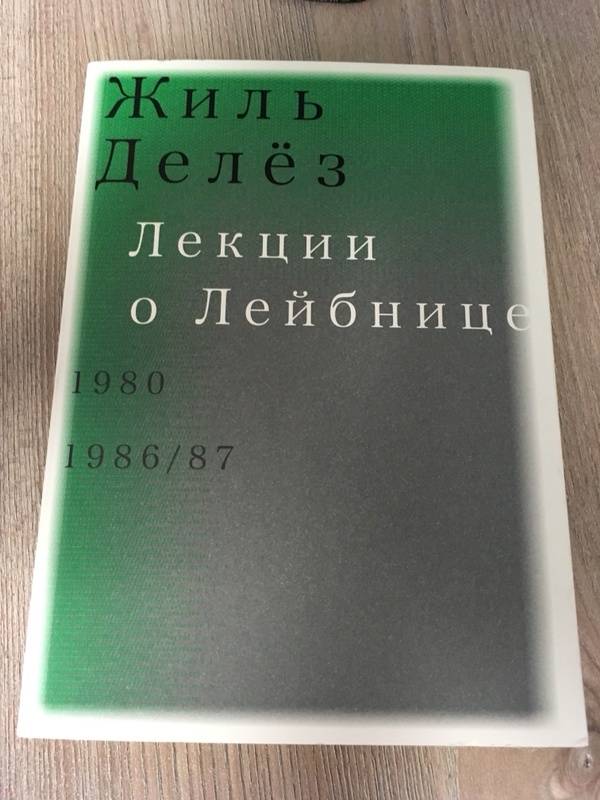 Жиль
Делёз
Лекции
о Лейбнице
1980
1986/87